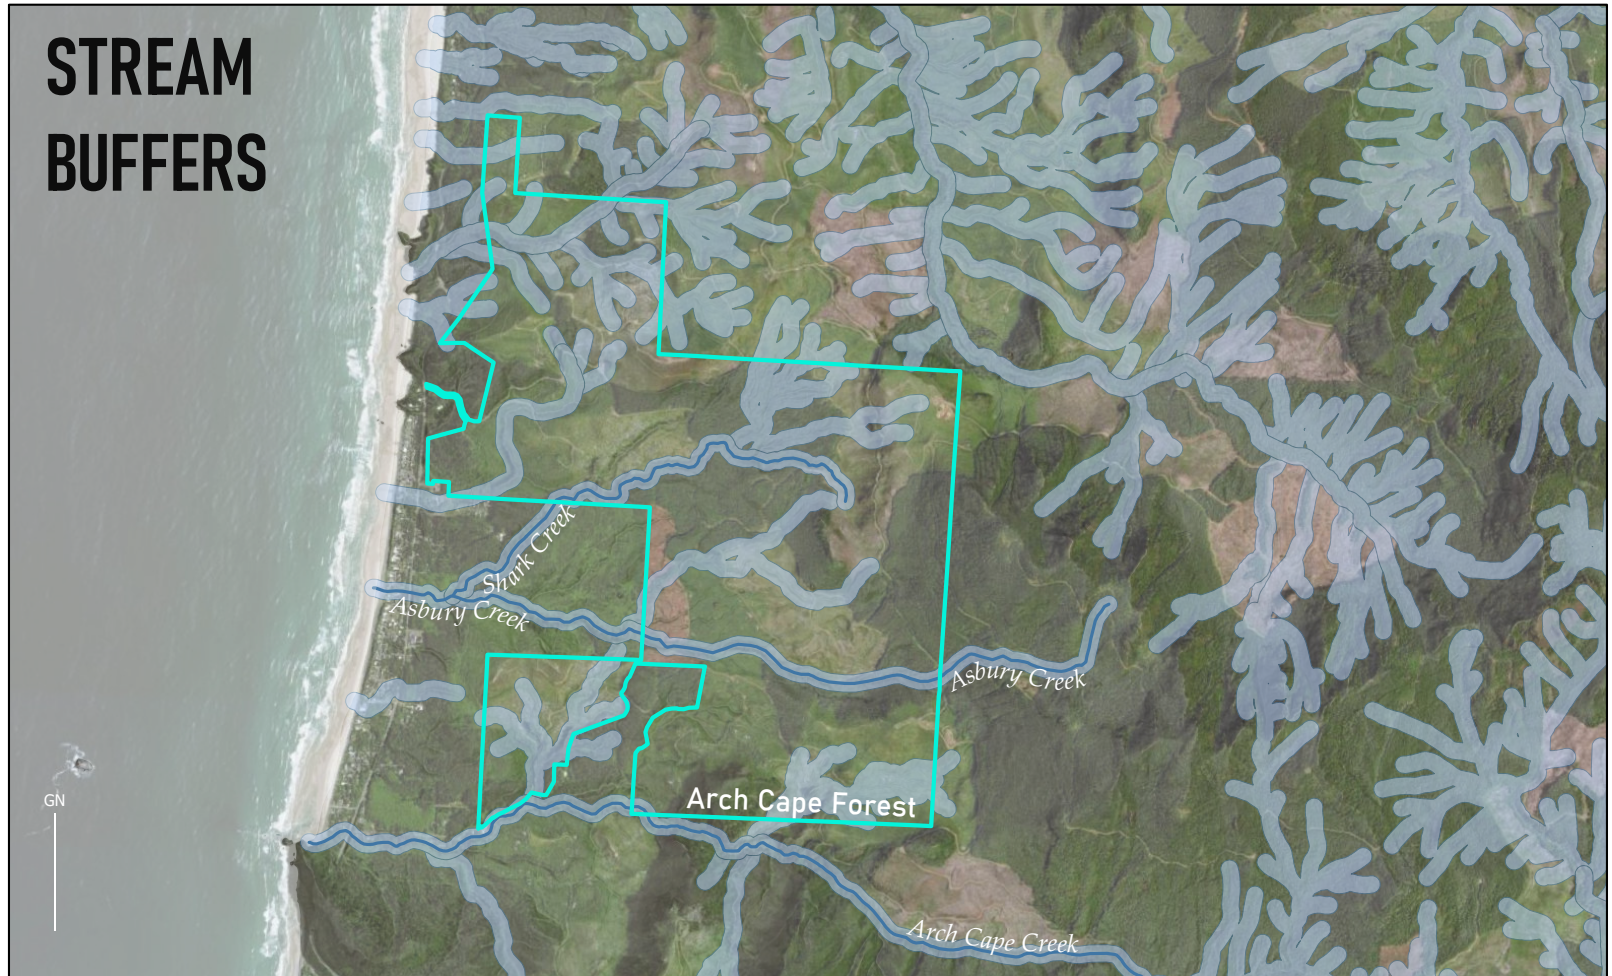 STREAM
BUFFERS
Shark Creek
Asbury Creek
Asbury Creek
GN
Arch Cape Forest
Arch Cape Creek